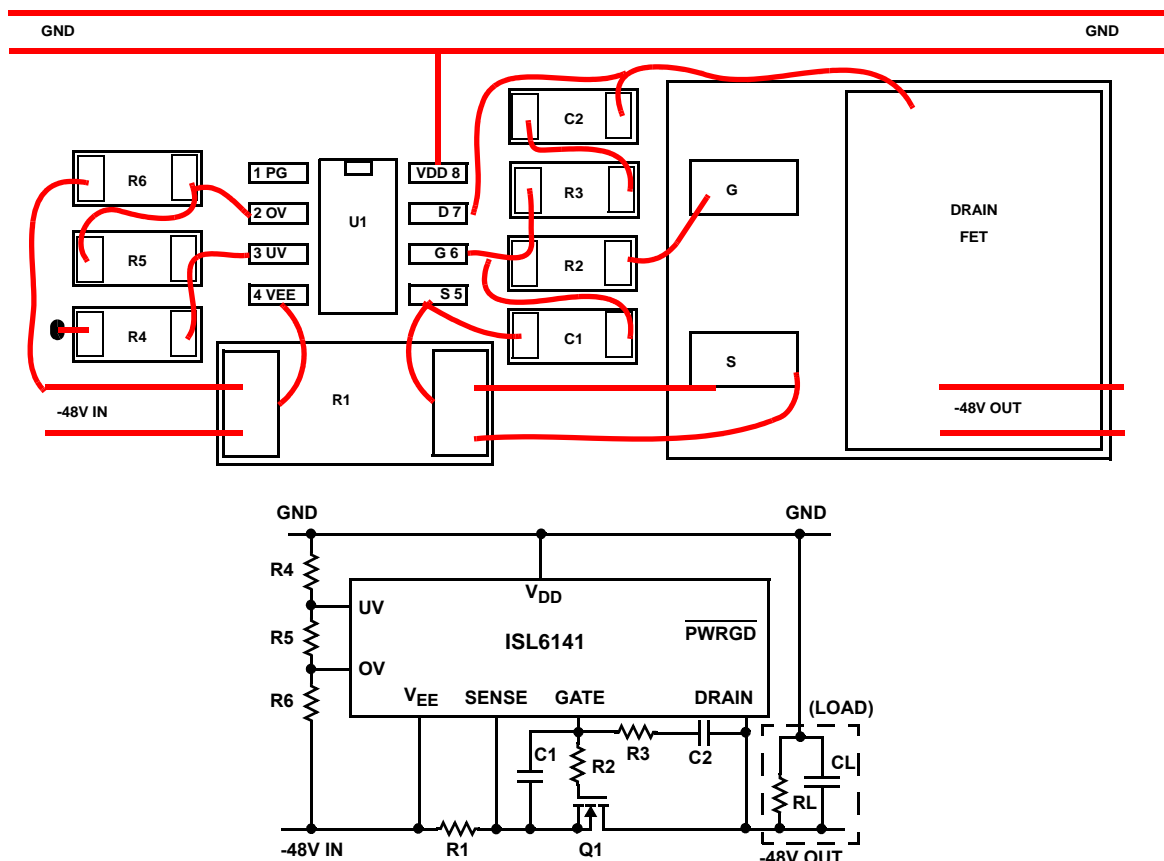 GND GND
C2
R6 1 PG VDD 8
R3 G
2 OV U1 D 7 DRAIN
FET
R5 3 UV G 6 R2
4 VEE S 5
R4 C1
S
R1
-48V IN -48V OUT
GND GND
R4
VDD
UV
R5 ISL6141 PWRGD
OV
R6 VEE SENSE GATE DRAIN
(LOAD)
C1 R3 C2 CL
R2
RL
-48V IN R1 Q1 -48V OUT